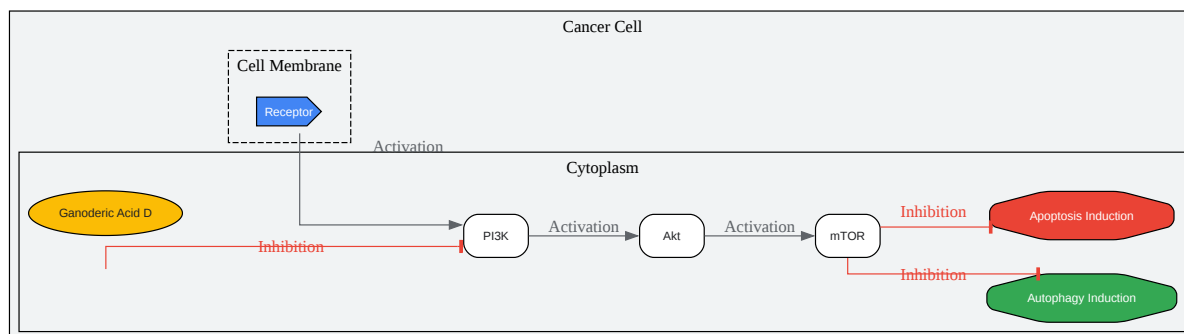 Cancer Cell
Cell Membrane
Receptor
Activation
Cytoplasm
Ganoderic Acid D
Inhibition
PI3K
Activation
Akt
Activation
mTOR
Inhibition
Apoptosis Induction
Inhibition
Autophagy Induction